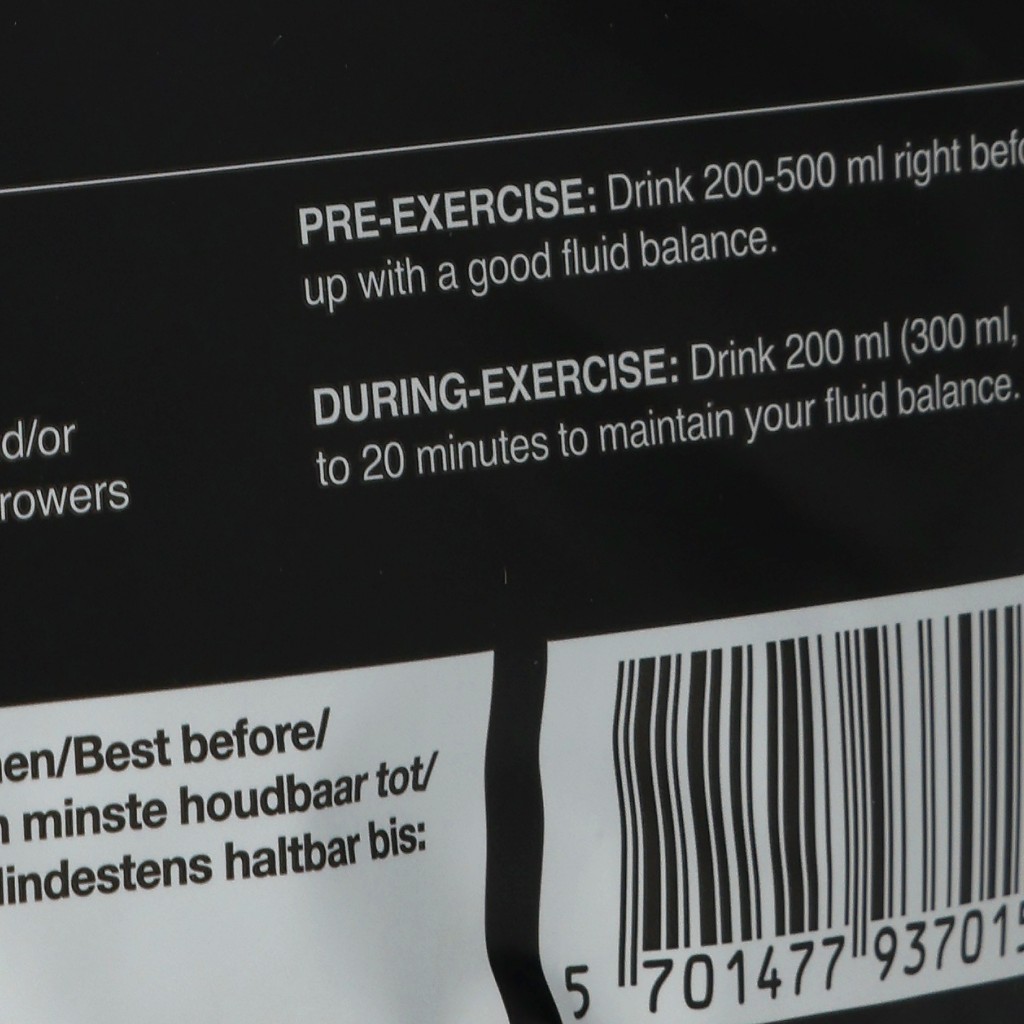 PRE-EXERCISE: Drink 200-500 ml right
up with a good fluid balance.
DURING-EXERCISE: Drink 200 ml (300 ml,
to 20 minutes to maintain your fluid balance.
d/or
rowers
en/Best before/
minste houdbaar tot/
indestens haltbar bis:
5 701477 93701